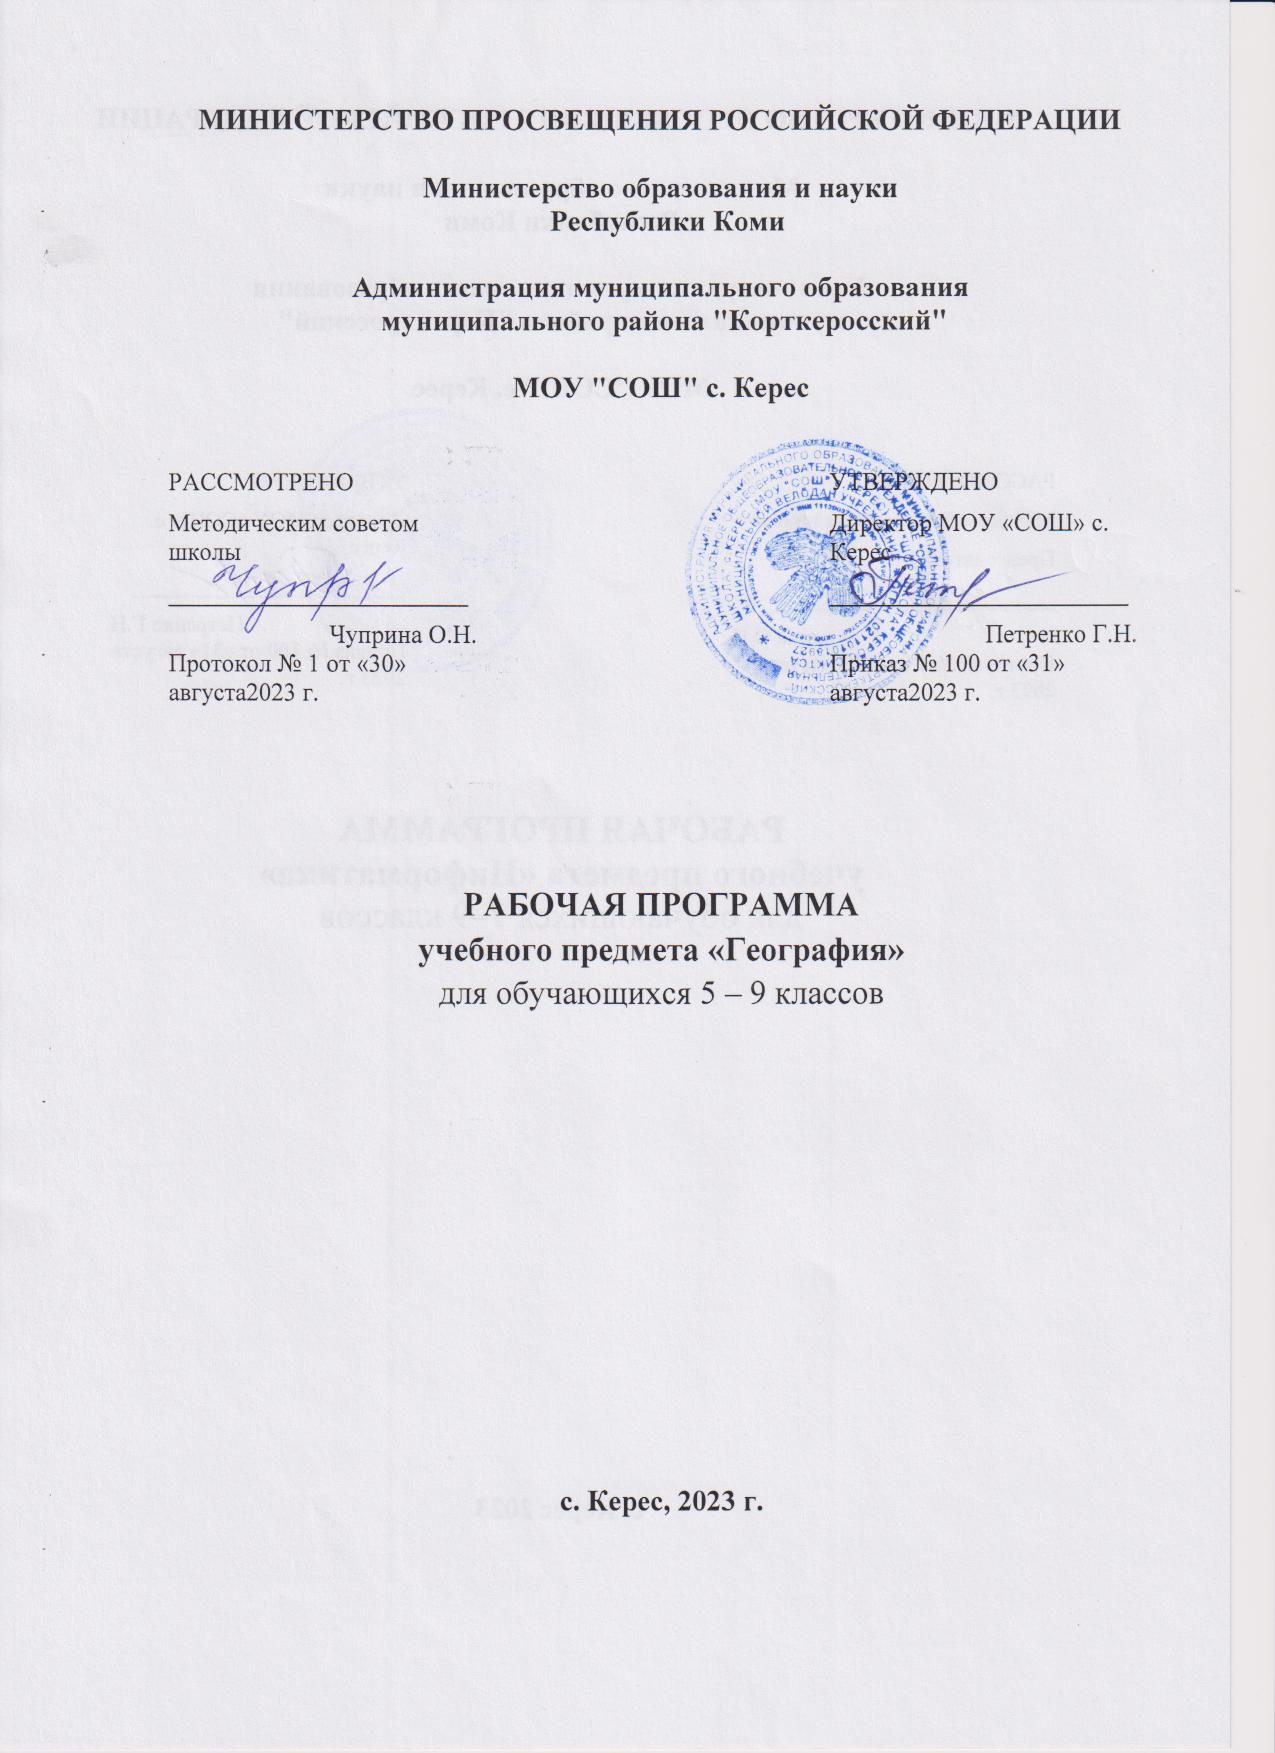 МИНИСТЕРСТВО ПРОСВЕЩЕНИЯ РОССИЙСКОЙ ФЕДЕРАЦИИ
Министерство образования и науки
Республики Коми
Администрация муниципального образования
муниципального района "Корткеросский"
МОУ "СОШ" с. Керес
РАССМОТРЕНО
Методическим советом
школы
Чуприна О.Н.
Протокол № 1 от «30»
августа2023 г.
УТВЕРЖДЕНО
Директор МОУ «СОШ» с.
Керес
Петренко Г.Н.
Приказ № 100 от «31»
августа2023 г.
РАБОЧАЯ ПРОГРАММА
учебного предмета «География»
для обучающихся 5 – 9 классов
с. Керес, 2023 г.